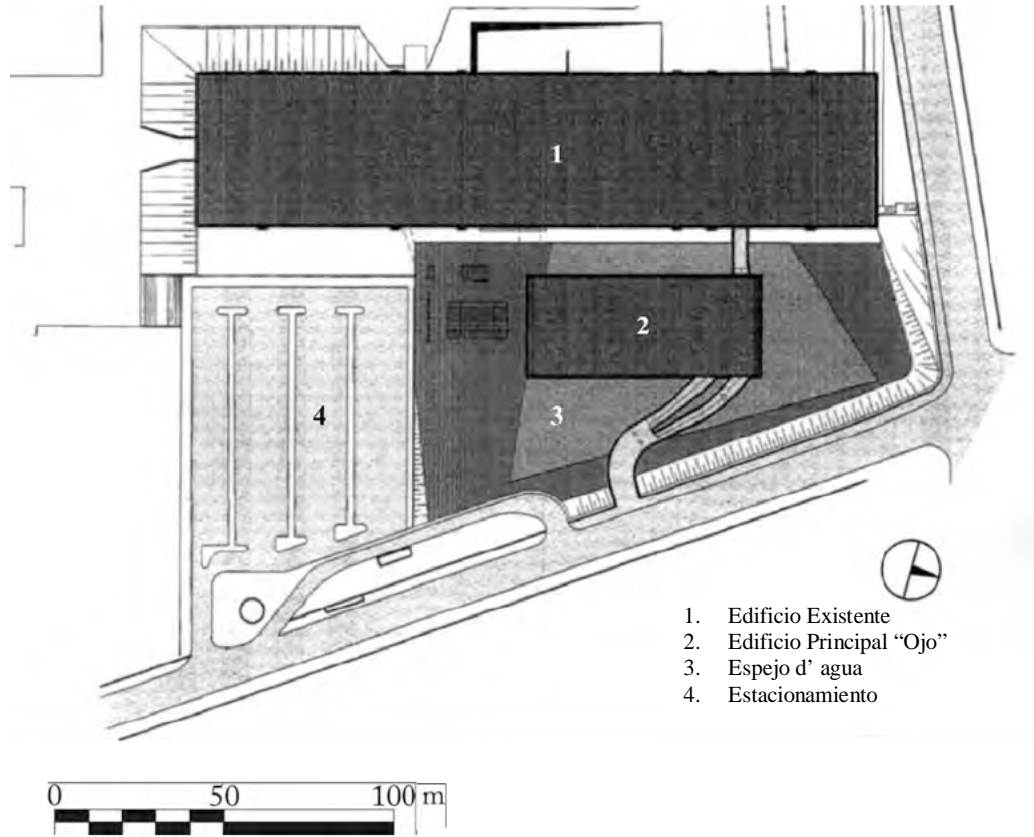 1
2
3
4
1. Edificio Existente
2. Edificio Principal “Ojo”
3. Espejo d’ agua
4. Estacionamiento
0 50 100 m